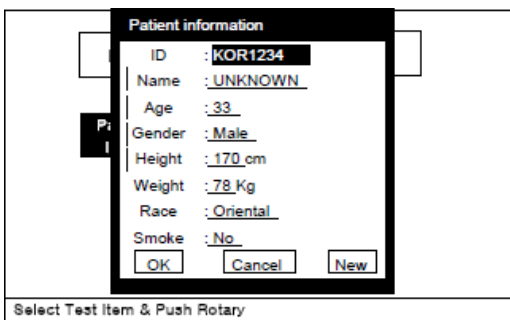 Patient information
ID : KOR1234
Name : UNKNOWN
Age : 33
Gender : Male
Height : 170 cm
Weight : 78 Kg
Race : Oriental
Smoke : No
OK Cancel New
Select Test Item & Push Rotary